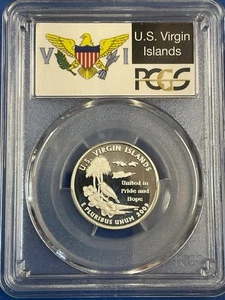 U.S. Virgin
Islands
V I
PCGS
U.S. VIRGIN ISLANDS
United in
Pride and
Hope
E PLURIBUS UNUM 2009